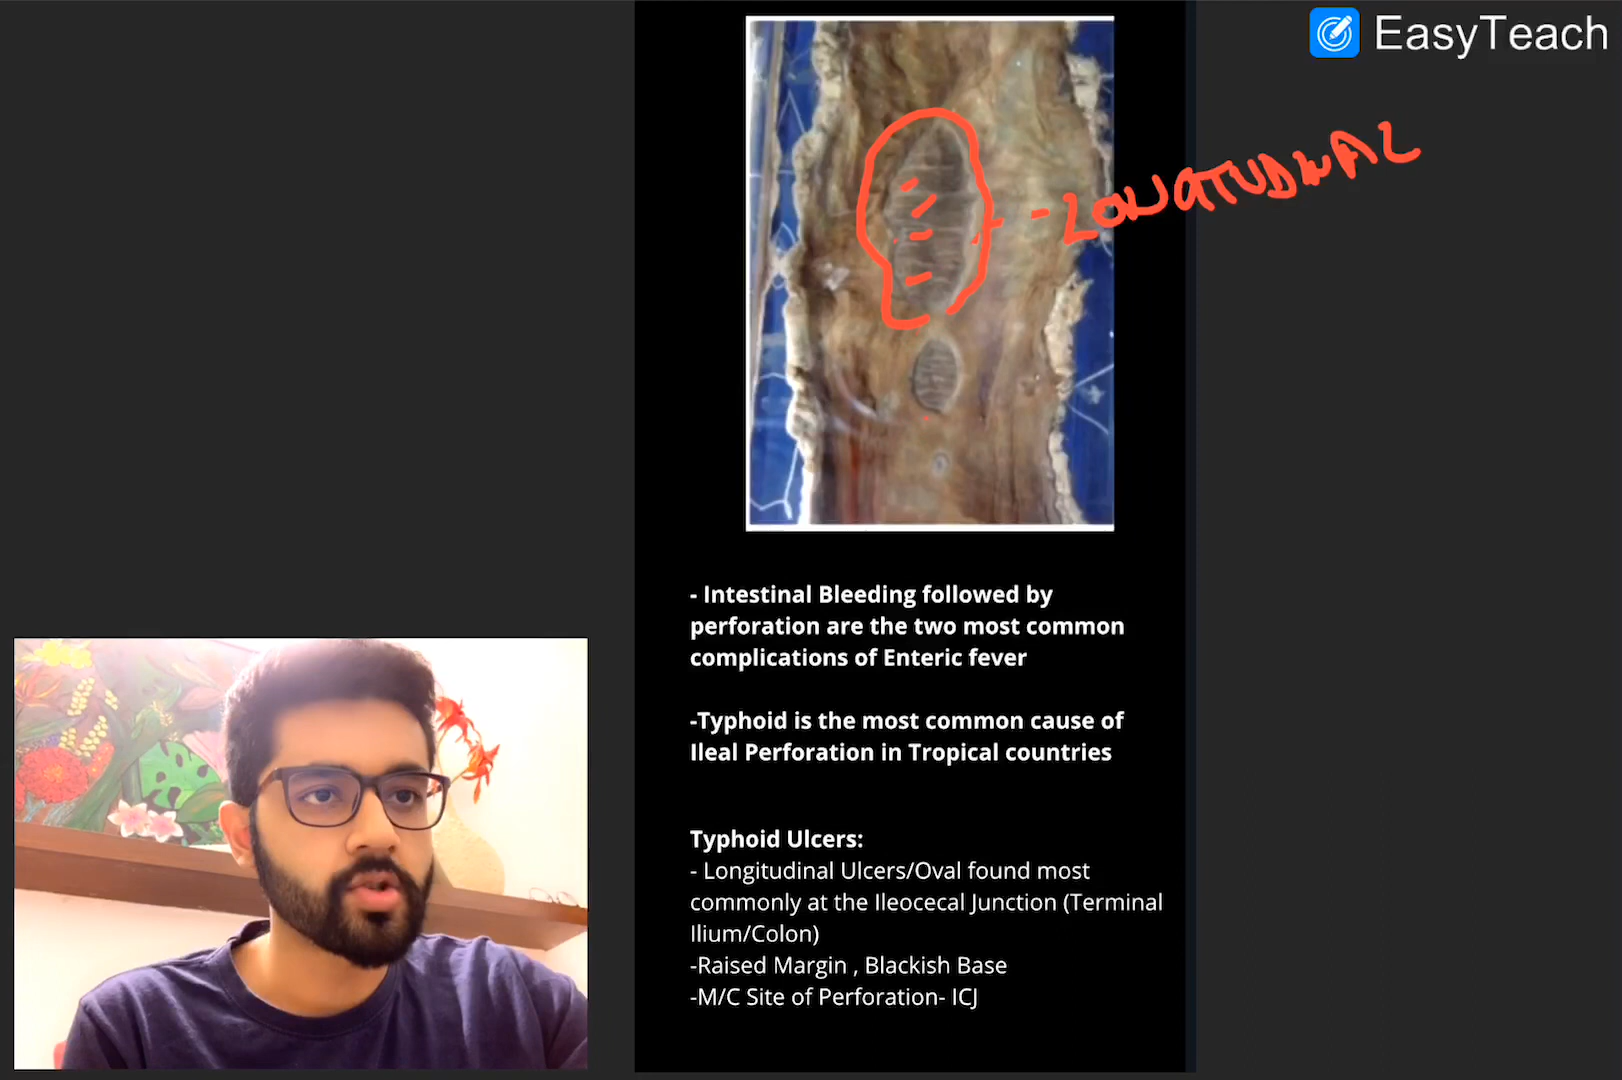 EasyTeach
LONGTUDINAL
- Intestinal Bleeding followed by
perforation are the two most common
complications of Enteric fever
-Typhoid is the most common cause of
Ileal Perforation in Tropical countries
Typhoid Ulcers:
- Longitudinal Ulcers/Oval found most
commonly at the Ileocecal Junction (Terminal
Ilium/Colon)
-Raised Margin , Blackish Base
-M/C Site of Perforation- ICJ